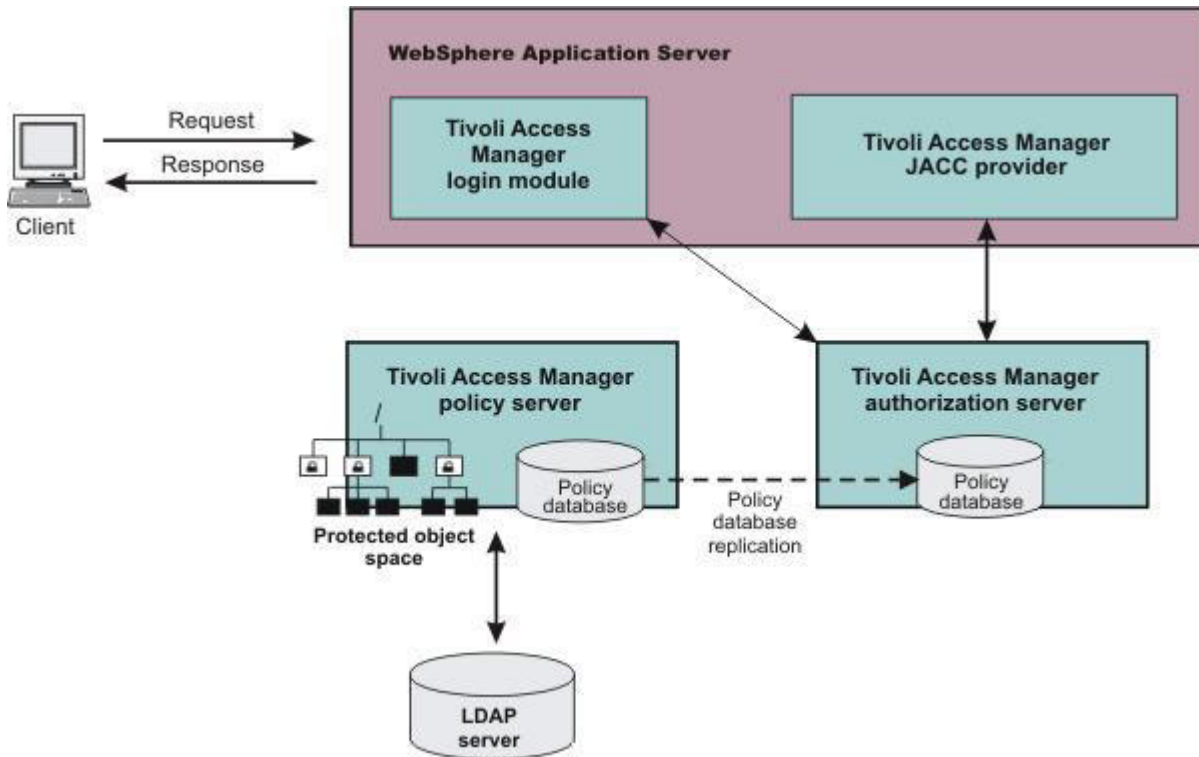 WebSphere Application Server
Request
Response
Client
Tivoli Access
Manager
login module
Tivoli Access Manager
JACC provider
Tivoli Access Manager
policy server
/
Policy
database
Protected object
space
Policy
database
replication
Tivoli Access Manager
authorization server
Policy
database
LDAP
server